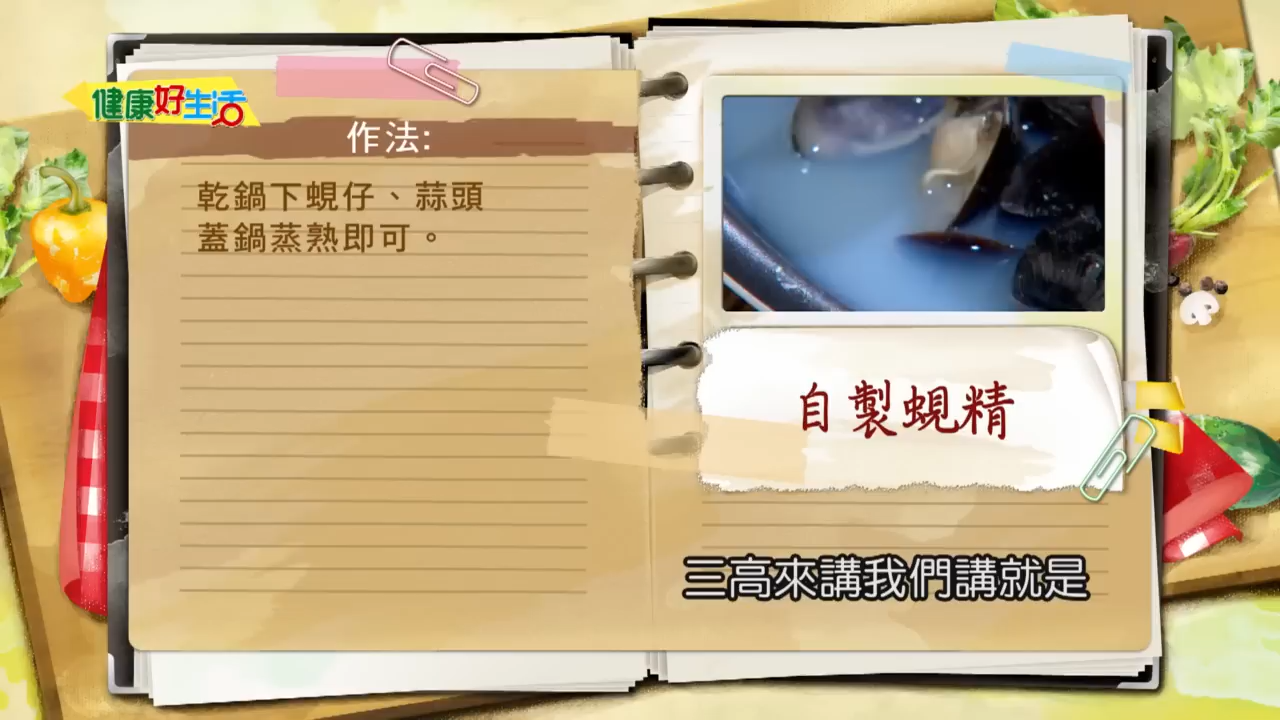 健康好生活
作法:
乾鍋下蜆仔、蒜頭
蓋鍋蒸熟即可。
自製蜆精
三高來講我們講就是